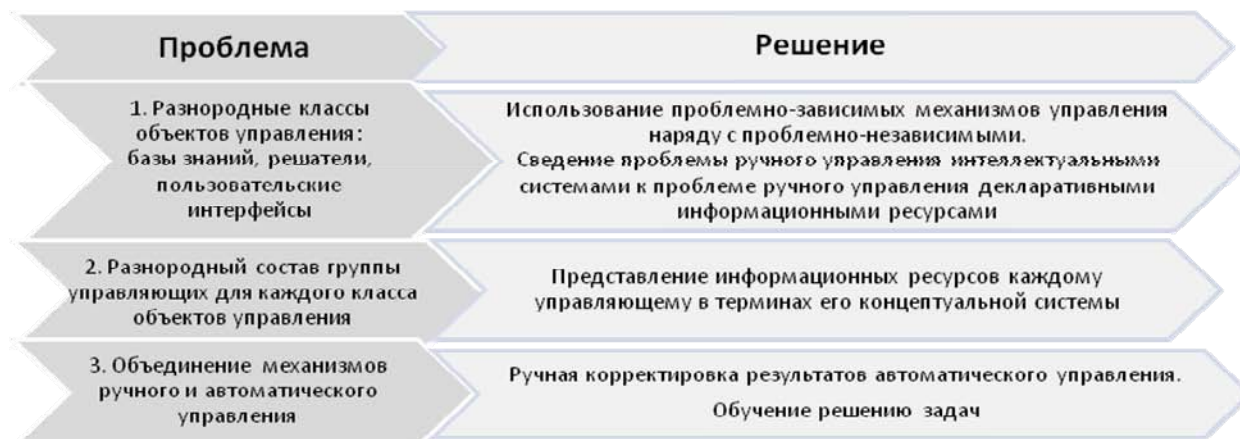 Проблема
Решение
1. Разнородные классы
объектов управления:
базы знаний, решатели,
пользовательские
интерфейсы
Использование проблемно-зависимых механизмов управления
наряду с проблемно-независимыми.
Сведение проблемы ручного управления интеллектуальными
системами к проблеме ручного управления декларативными
информационными ресурсами
2. Разнородный состав группы
управляющих для каждого класса
объектов управления
Представление информационных ресурсов каждому
управляющему в терминах его концептуальной системы
3. Объединение механизмов
ручного и автоматического
управления
Ручная корректировка результатов автоматического управления.
Обучение решению задач